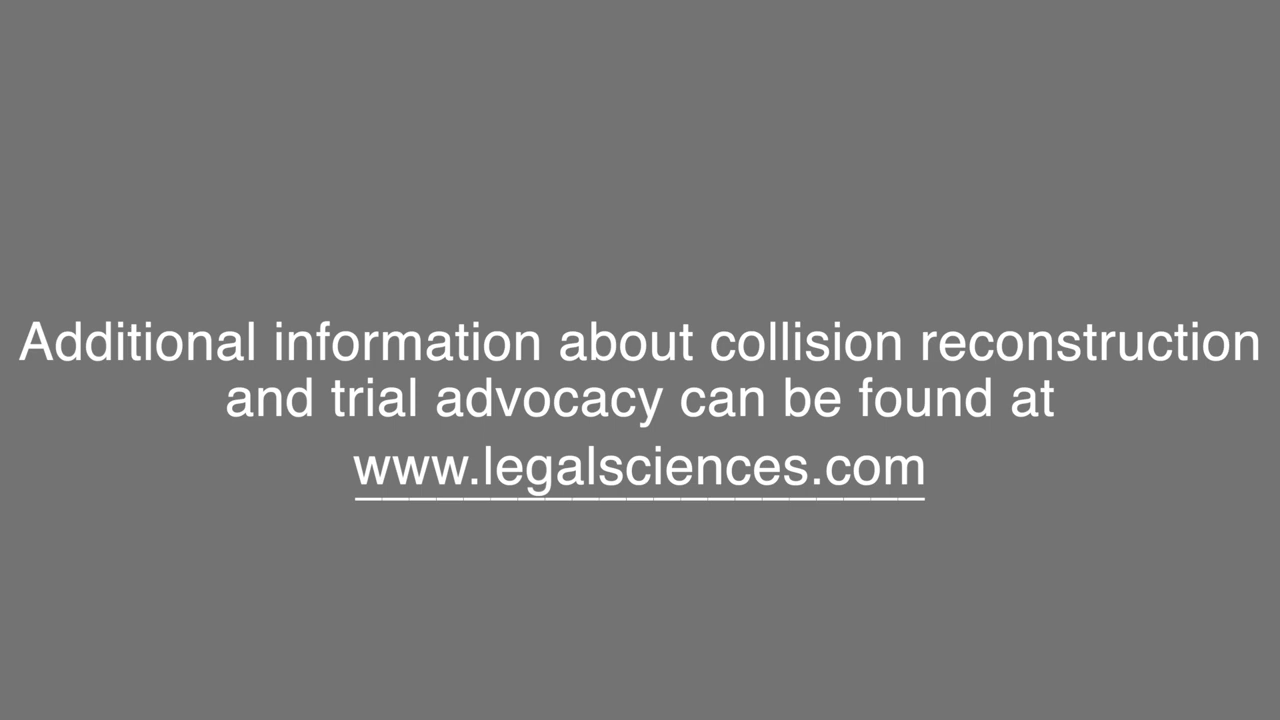 Additional information about collision reconstruction
and trial advocacy can be found at
www.legalsciences.com